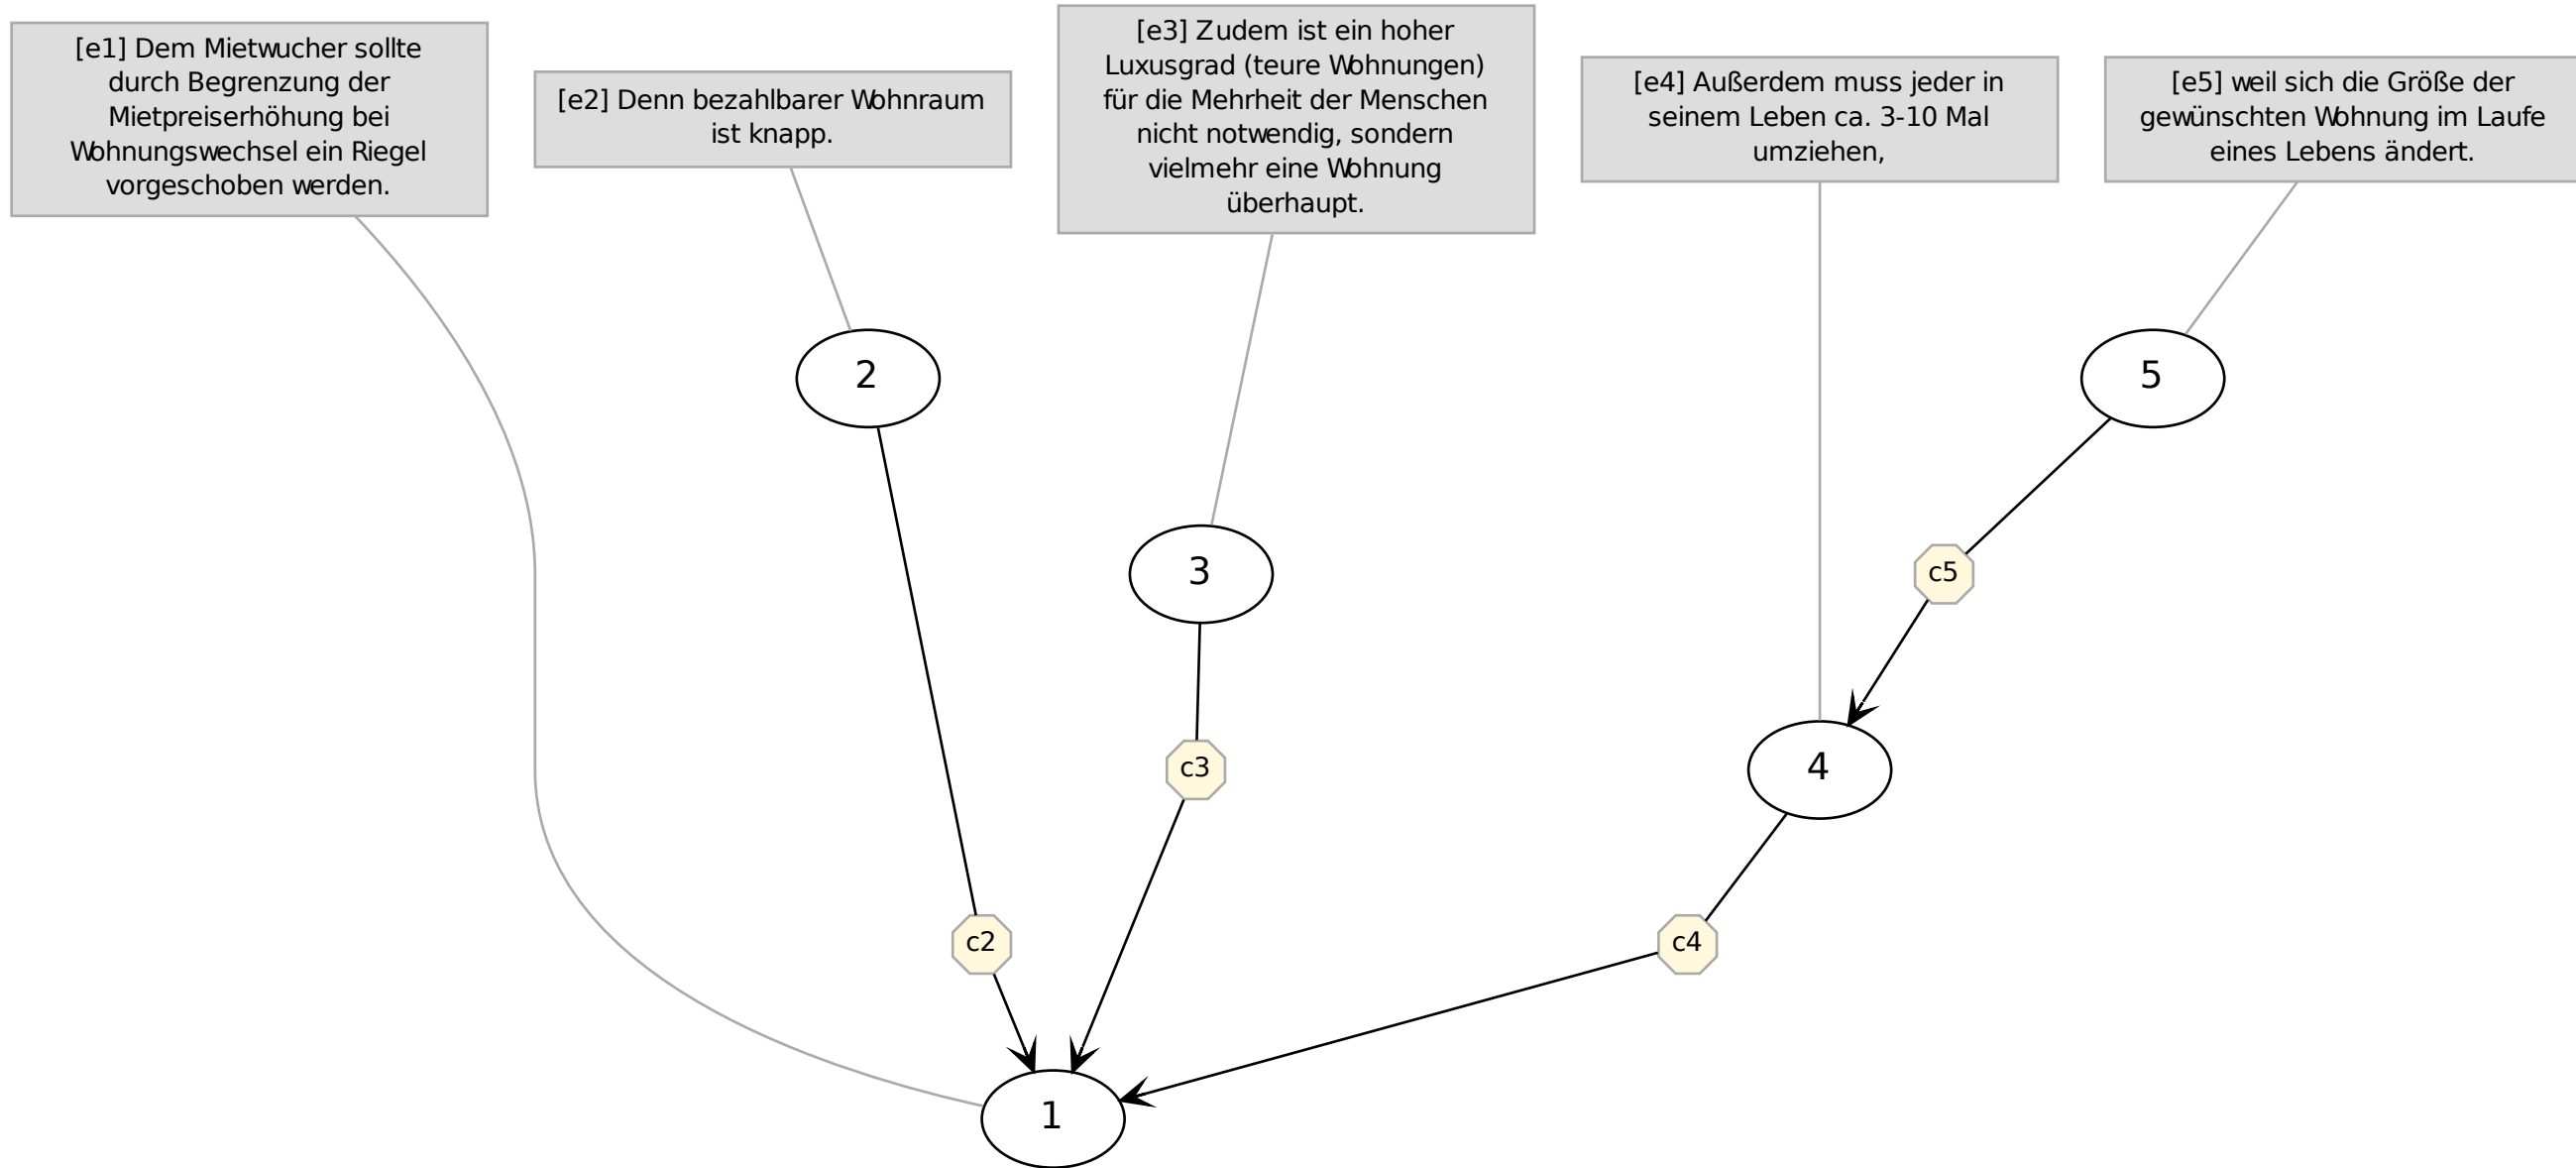 [e1] Dem Mietwucher sollte
durch Begrenzung der
Mietpreiserhöhung bei
Wohnungswechsel ein Riegel
vorgeschoben werden.
[e2] Denn bezahlbarer Wohnraum
ist knapp.
[e3] Zudem ist ein hoher
Luxusgrad (teure Wohnungen)
für die Mehrheit der Menschen
nicht notwendig, sondern
vielmehr eine Wohnung
überhaupt.
[e4] Außerdem muss jeder in
seinem Leben ca. 3-10 Mal
umziehen,
[e5] weil sich die Größe der
gewünschten Wohnung im Laufe
eines Lebens ändert.
2
5
3
c5
c3
4
c2
c4
1